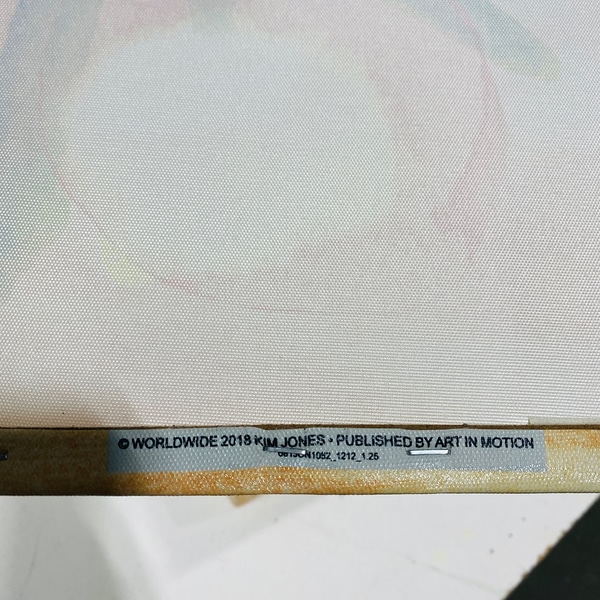 © WORLDWIDE 2018 KIM JONES • PUBLISHED BY ART IN MOTION